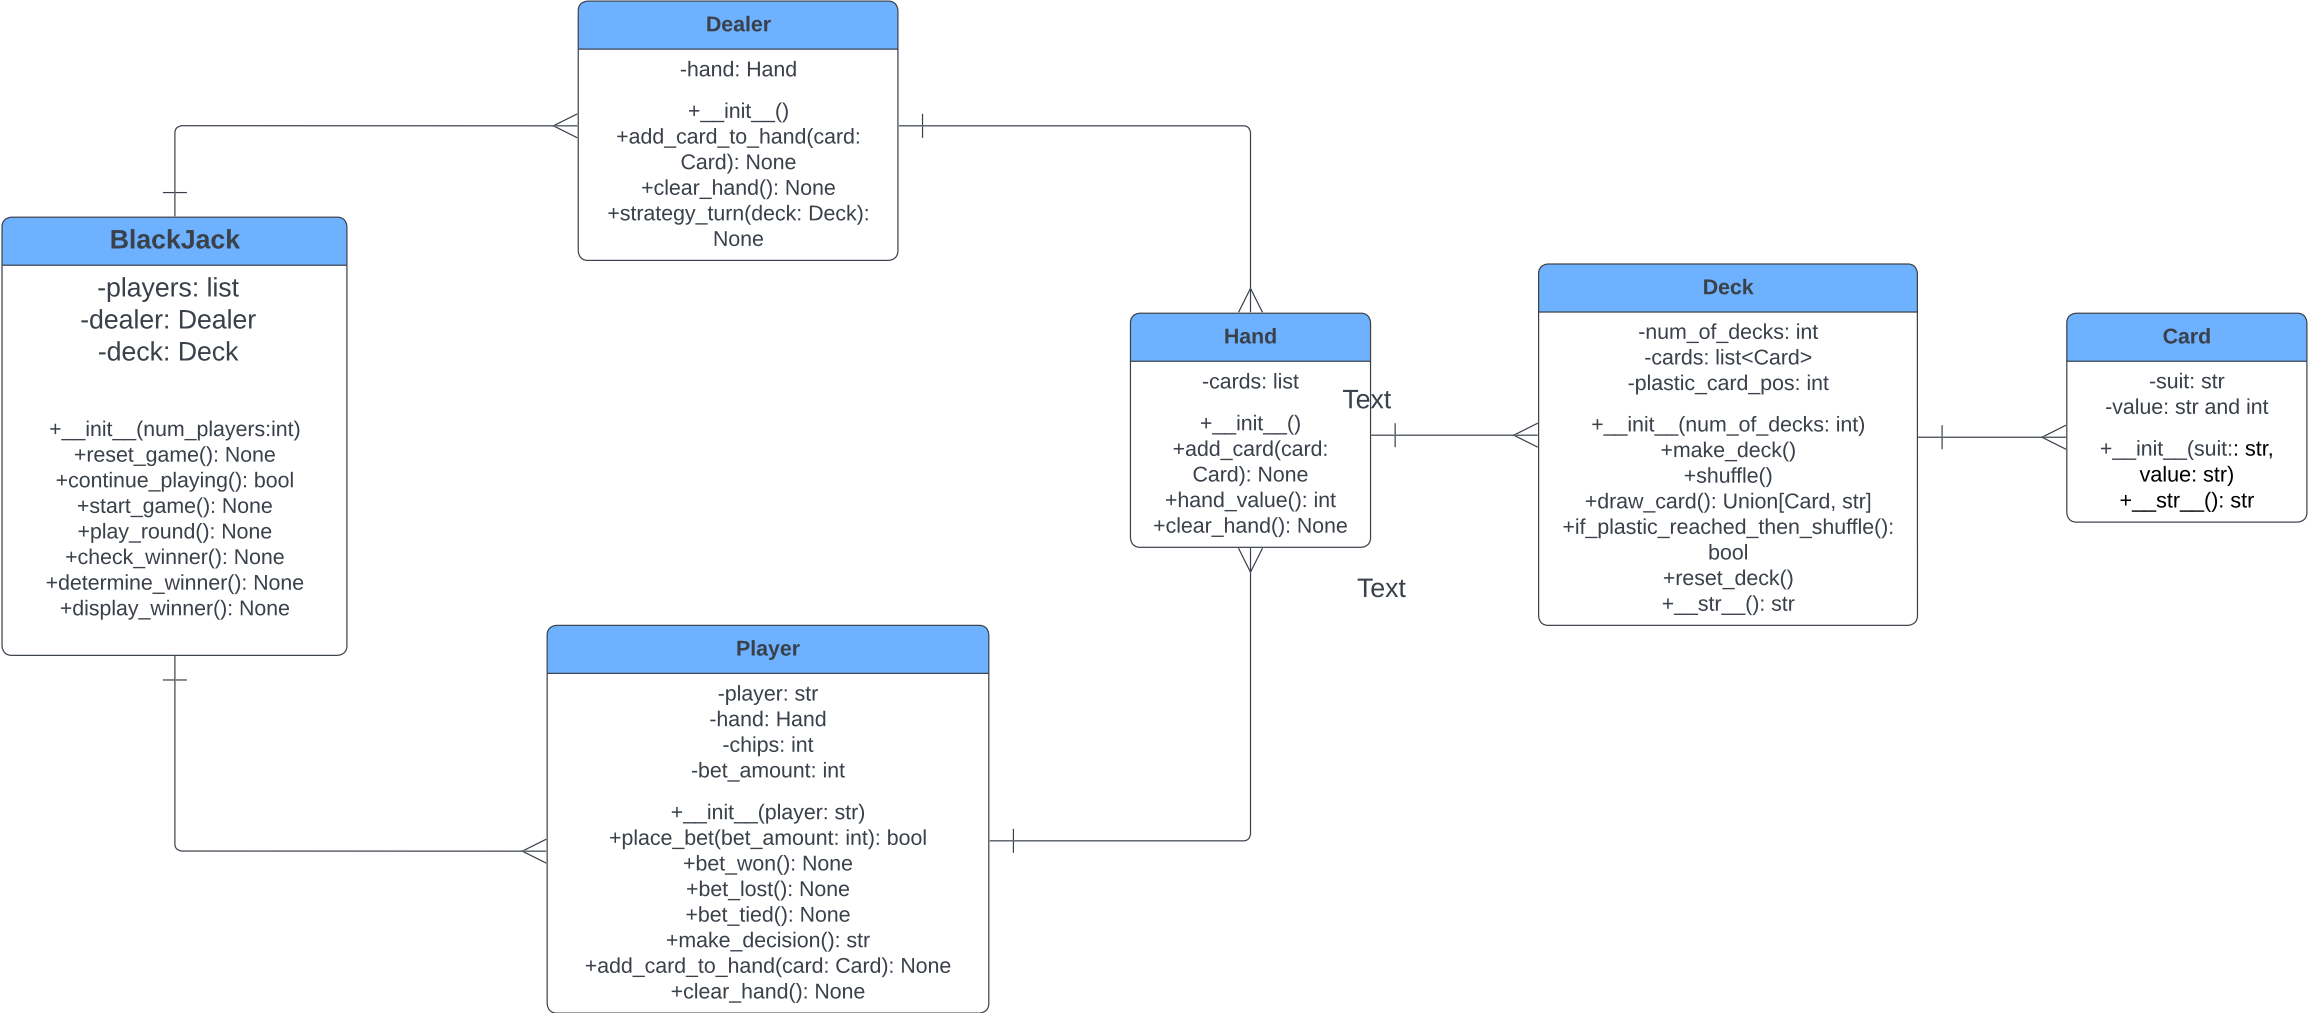 Dealer
-hand: Hand
+__init__()
+add_card_to_hand(card:
Card): None
+clear_hand(): None
+strategy_turn(deck: Deck):
None
BlackJack
-players: list
-dealer: Dealer
-deck: Deck
+__init__(num_players:int)
+reset_game(): None
+continue_playing(): bool
+start_game(): None
+play_round(): None
+check_winner(): None
+determine_winner(): None
+display_winner(): None
Hand
-cards: list
+__init__()
+add_card(card:
Card): None
+hand_value(): int
+clear_hand(): None
Text
Text
Deck
-num_of_decks: int
-cards: list<Card>
-plastic_card_pos: int
+__init__(num_of_decks: int)
+make_deck()
+shuffle()
+draw_card(): Union[Card, str]
+if_plastic_reached_then_shuffle():
bool
+reset_deck()
+__str__(): str
Card
-suit: str
-value: str and int
+__init__(suit:: str,
value: str)
+__str__(): str
Player
-player: str
-hand: Hand
-chips: int
-bet_amount: int
+__init__(player: str)
+place_bet(bet_amount: int): bool
+bet_won(): None
+bet_lost(): None
+bet_tied(): None
+make_decision(): str
+add_card_to_hand(card: Card): None
+clear_hand(): None